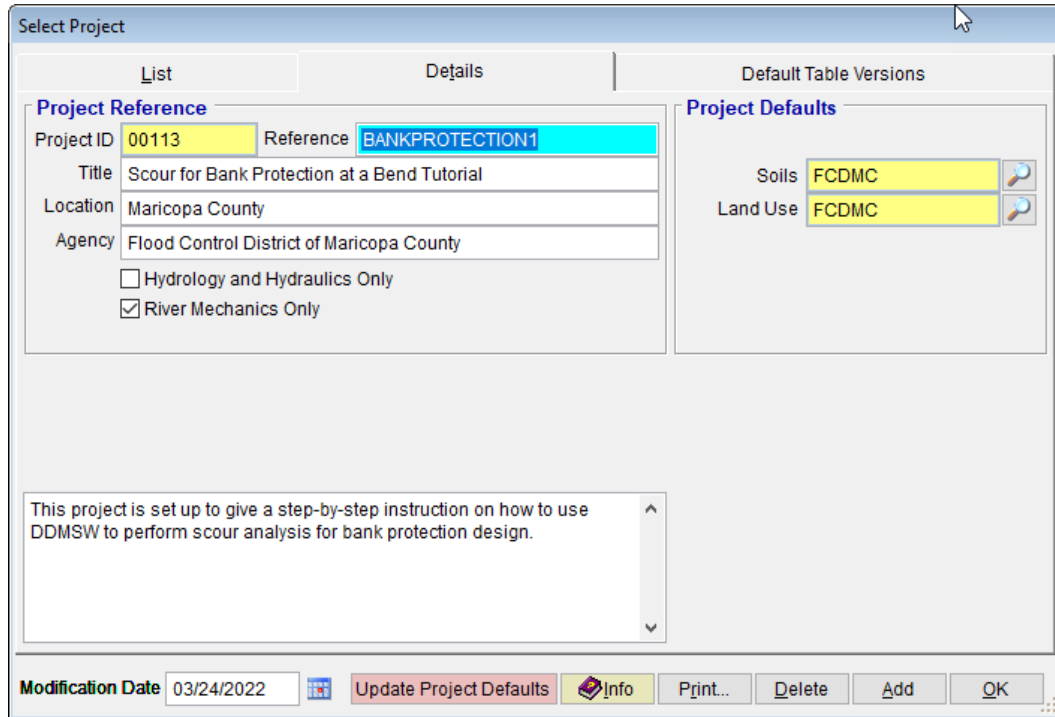 Select Project
List Details Default Table Versions
Project Reference
Project ID 00113 Reference BANKPROTECTION1
Title Scour for Bank Protection at a Bend Tutorial
Location Maricopa County
Agency Flood Control District of Maricopa County
Hydrology and Hydraulics Only
River Mechanics Only
Project Defaults
Soils FCDMC
Land Use FCDMC
This project is set up to give a step-by-step instruction on how to use
DDMSW to perform scour analysis for bank protection design.
Modification Date 03/24/2022 Update Project Defaults Info Print... Delete Add OK